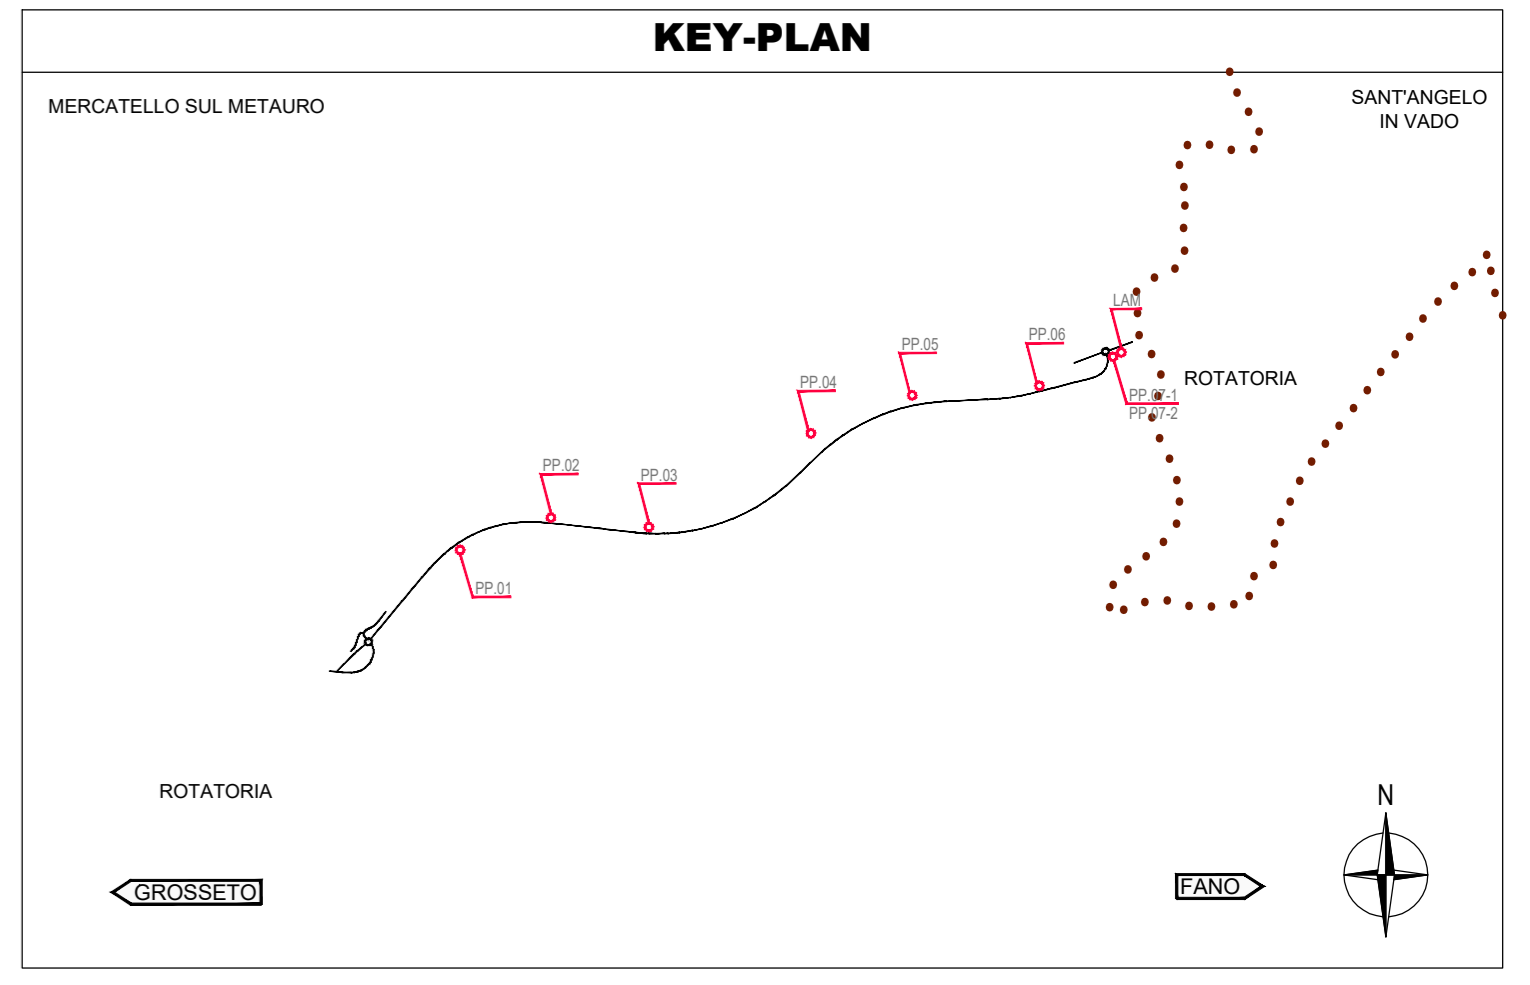 KEY-PLAN
MERCATELLO SUL METAURO
SANT'ANGELO
IN VADO
LAM
PP.06
PP.05
PP.04
ROTATORIA
PP.07-1
PP.07-2
PP.02
PP.03
PP.01
ROTATORIA
N
GROSSETO
FANO